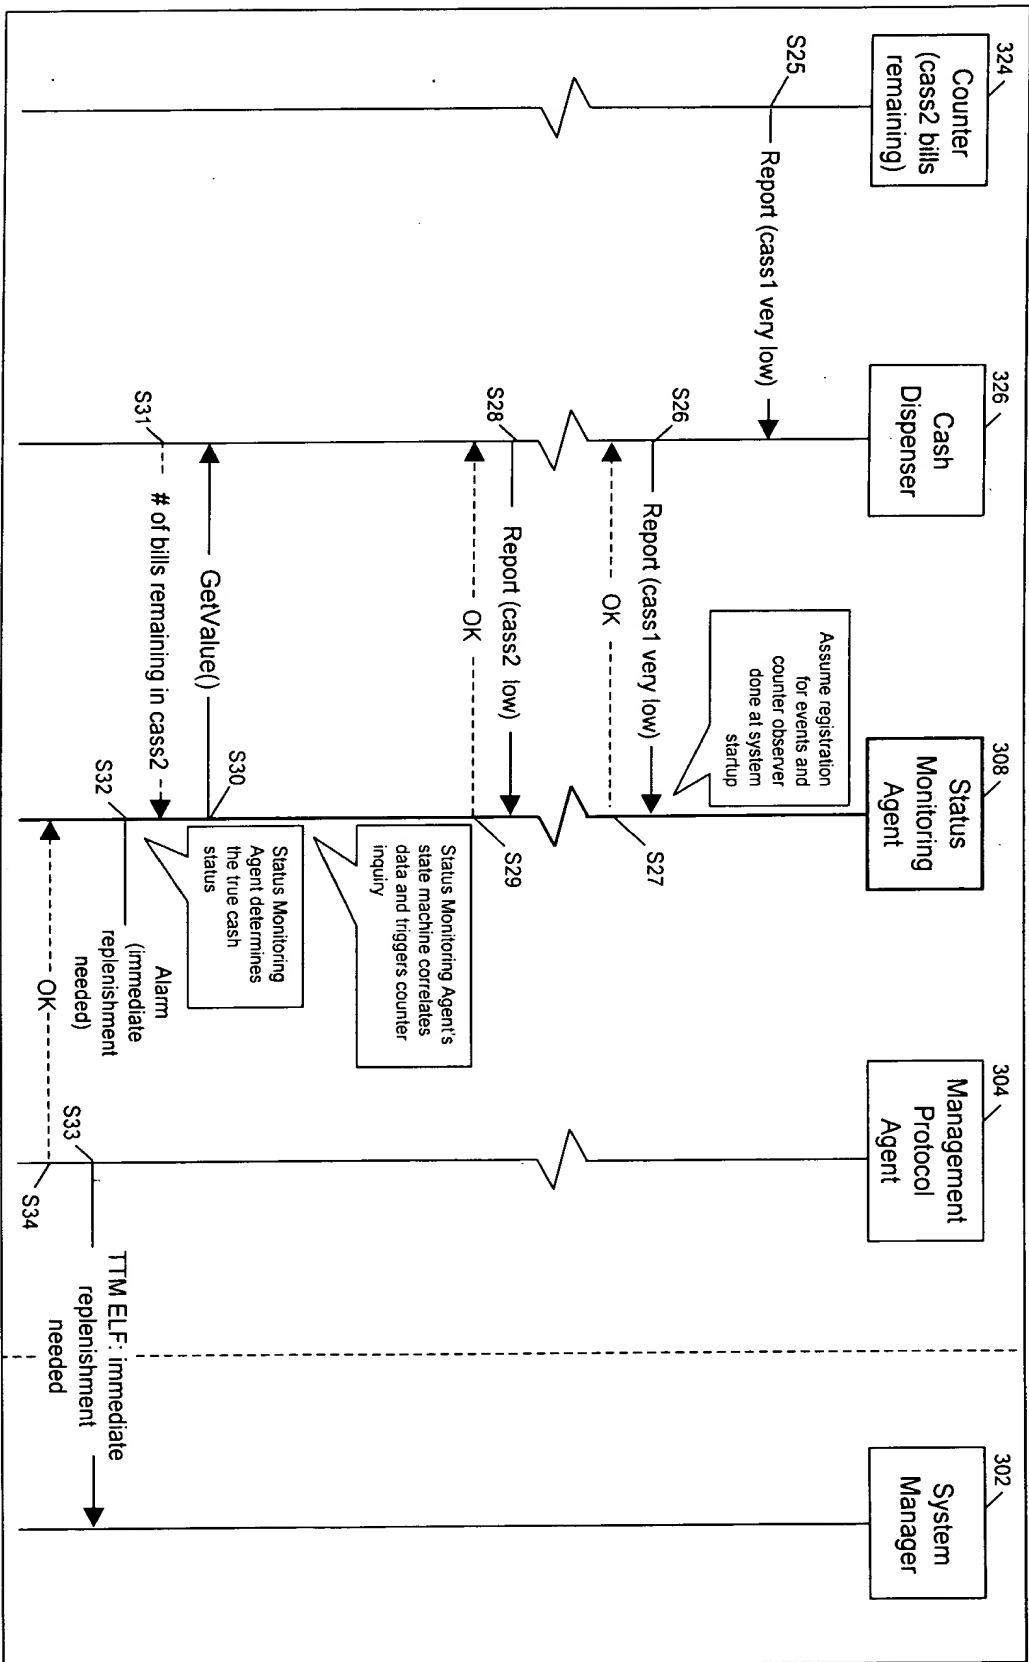 324
Counter
(cass2 bills
remaining)
326
Cash
Dispenser
308
Status
Monitoring
Agent
304
Management
Protocol
Agent
302
System
Manager
S25
Report (cass1 very low)
Assume registration
for events and
counter observer
done at system
startup
S26
Report (cass1 very low)
OK
S27
S28
Report (cass2 low)
OK
S29
Status Monitoring Agent's
state machine correlates
data and triggers counter
inquiry
GetValue()
S30
Status Monitoring
Agent determines
the true cash
status
S31
# of bills remaining in cass2
S32
Alarm
(immediate
replenishment
needed)
S33
TTM ELF: immediate
replenishment
needed
OK
S34